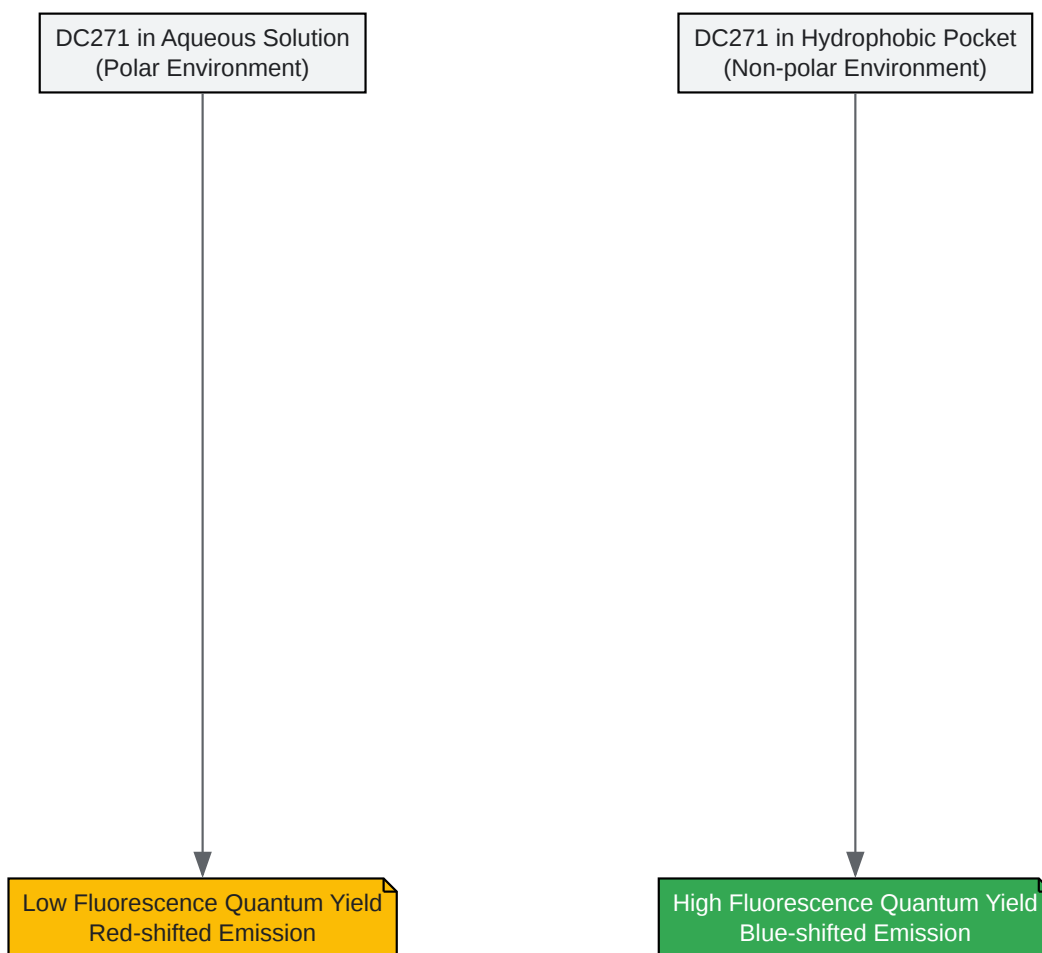 DC271 in Aqueous Solution
(Polar Environment)
DC271 in Hydrophobic Pocket
(Non-polar Environment)
Low Fluorescence Quantum Yield
Red-shifted Emission
High Fluorescence Quantum Yield
Blue-shifted Emission